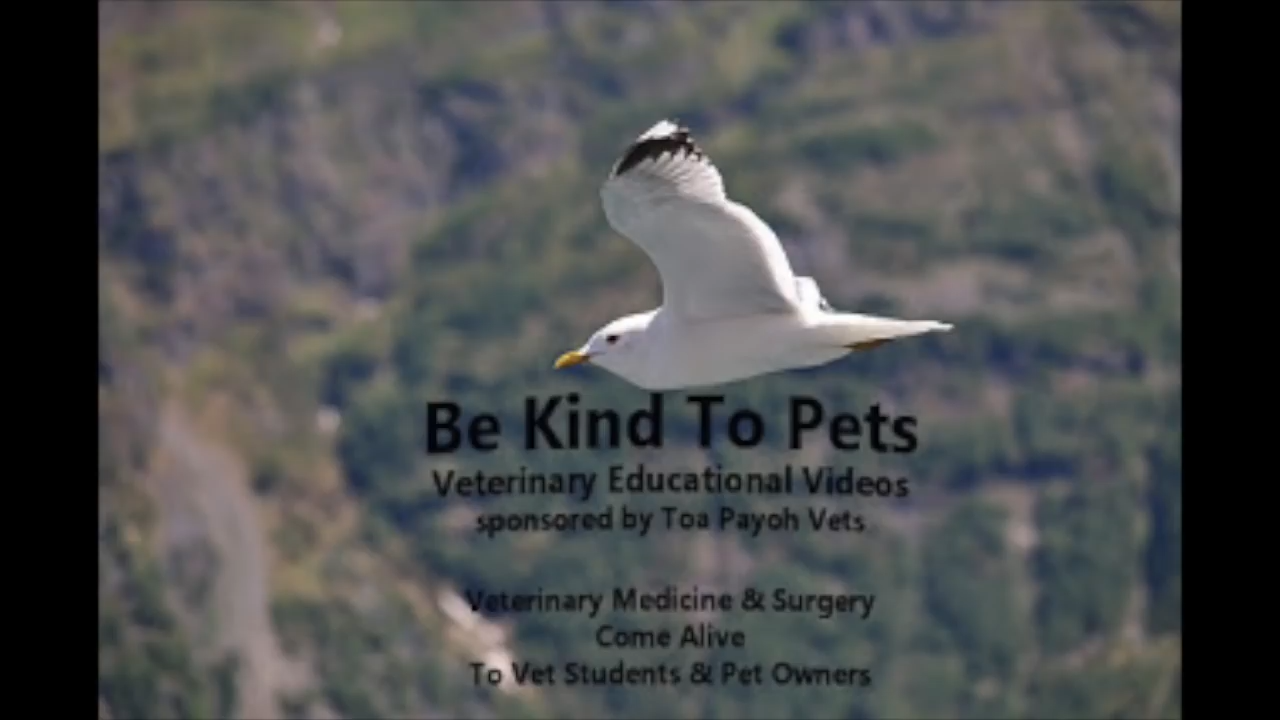 Be Kind To Pets
Veterinary Educational Videos
sponsored by Toa Payoh Vets
Veterinary Medicine & Surgery
Come Alive
To Vet Students & Pet Owners